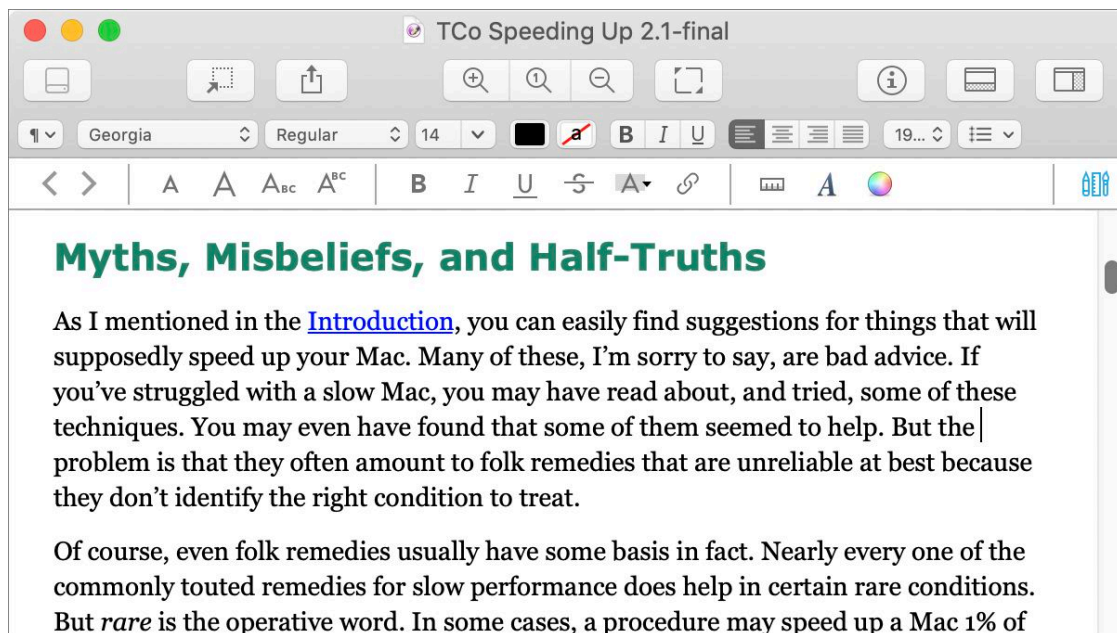 TCo Speeding Up 2.1-final
Georgia Regular 14 a B I U 19...
A A ABC ABC B I U S A A
Myths, Misbeliefs, and Half-Truths
As I mentioned in the Introduction, you can easily find suggestions for things that will
supposedly speed up your Mac. Many of these, I’m sorry to say, are bad advice. If
you’ve struggled with a slow Mac, you may have read about, and tried, some of these
techniques. You may even have found that some of them seemed to help. But the
problem is that they often amount to folk remedies that are unreliable at best because
they don’t identify the right condition to treat.
Of course, even folk remedies usually have some basis in fact. Nearly every one of the
commonly touted remedies for slow performance does help in certain rare conditions.
But rare is the operative word. In some cases, a procedure may speed up a Mac 1% of